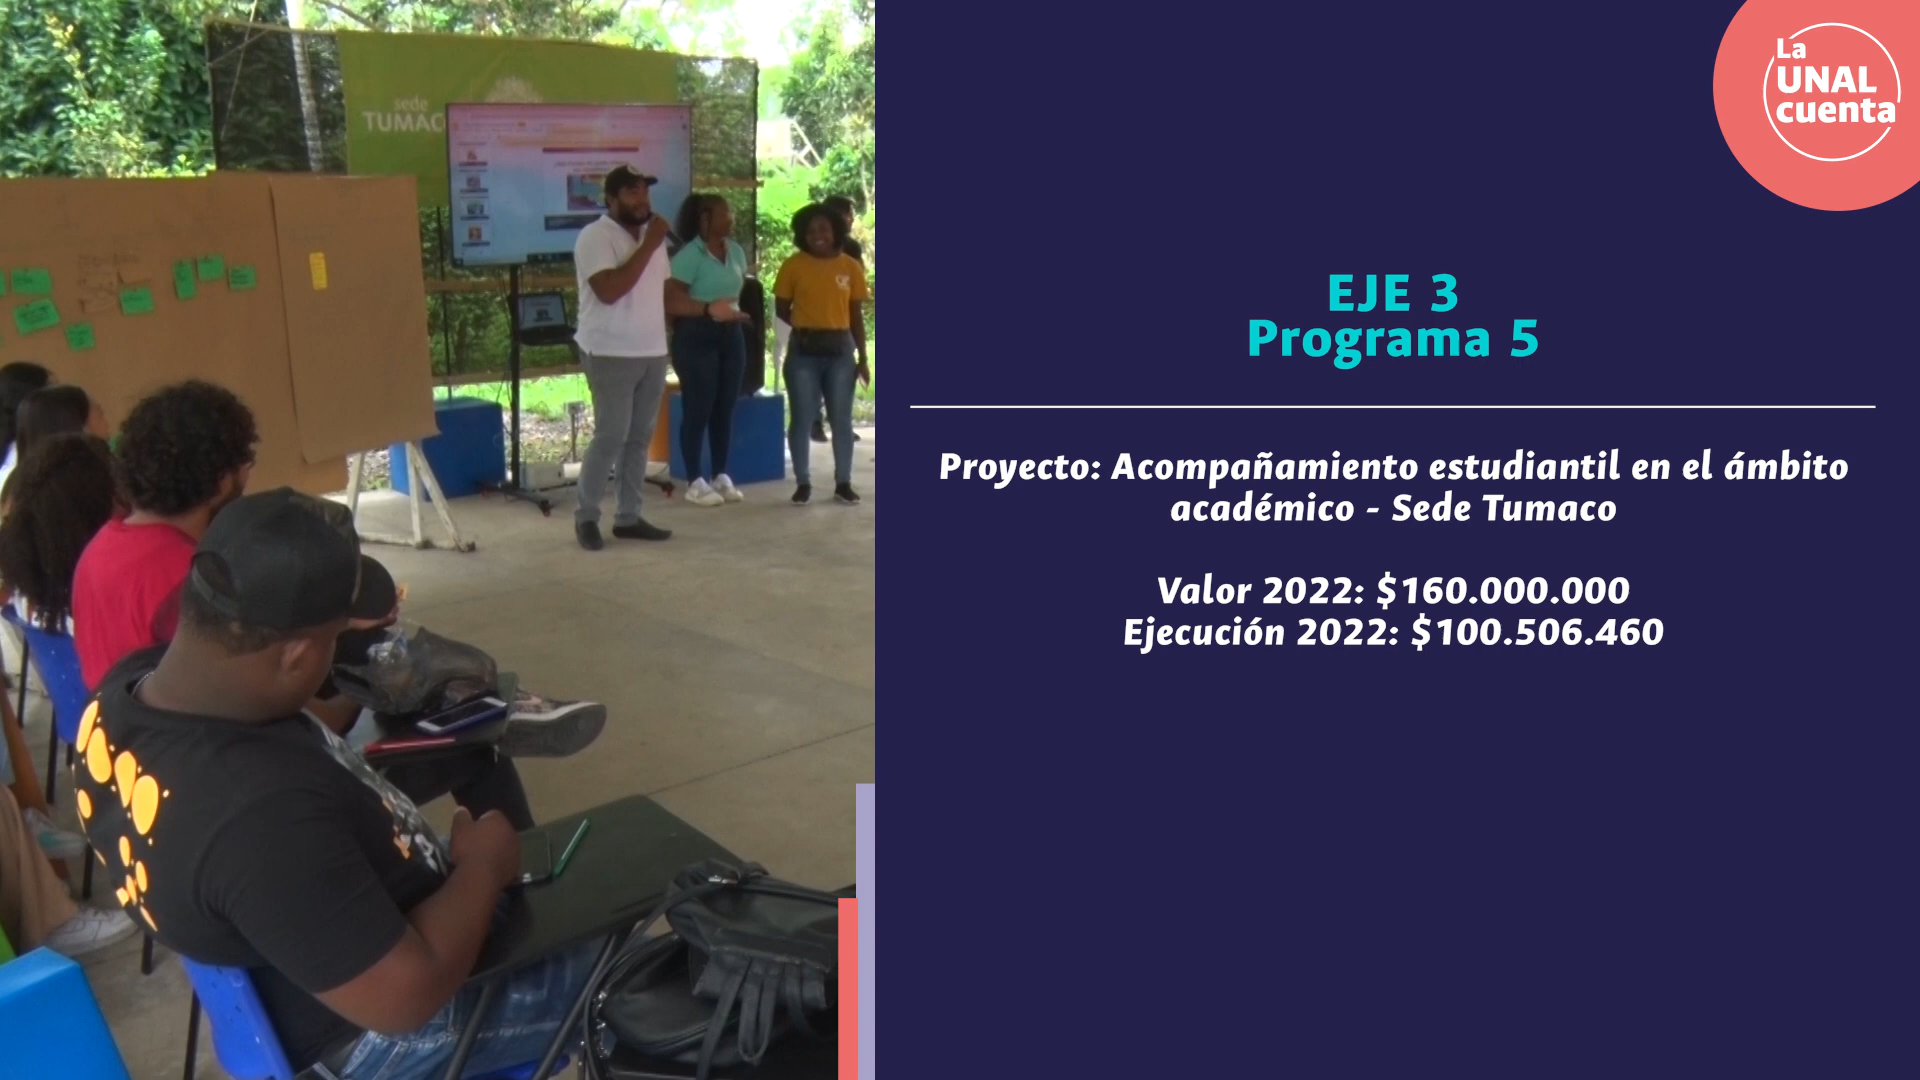 sede
TUMAC
La
UNAL
cuenta
EJE 3
Programa 5
Proyecto: Acompañamiento estudiantil en el ámbito
académico - Sede Tumaco
Valor 2022: $160.000.000
Ejecución 2022: $100.506.460